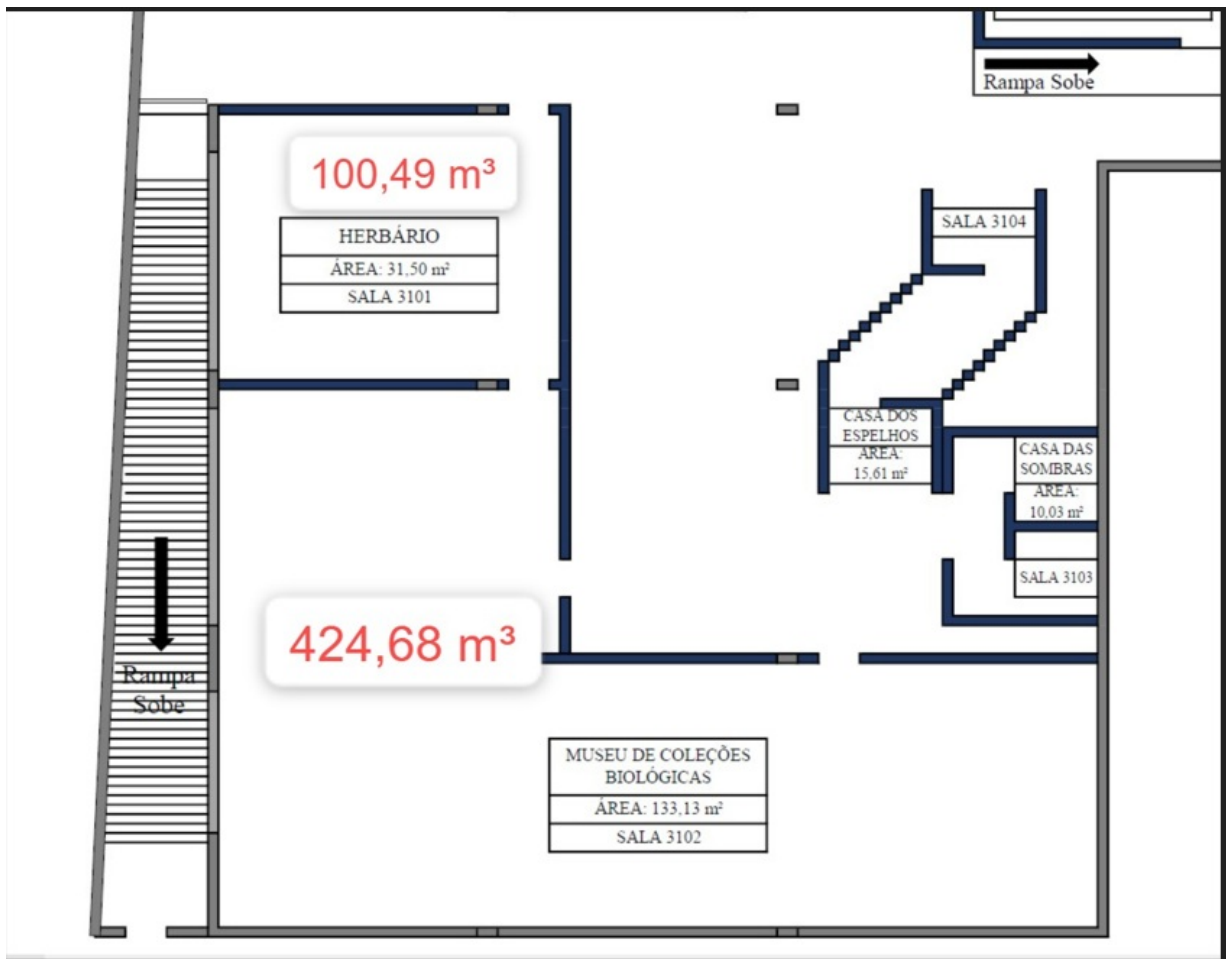 Rampa Sobe
100,49 m³
HERBÁRIO
ÁREA: 31,50 m²
SALA 3101
SALA 3104
CASA DOS
ESPELHOS
ÁREA:
15,61 m²
CASA DAS
SOMBRAS
ÁREA:
10,03 m²
SALA 3103
424,68 m³
Rampa
Sobe
MUSEU DE COLEÇÕES
BIOLÓGICAS
ÁREA: 133,13 m²
SALA 3102